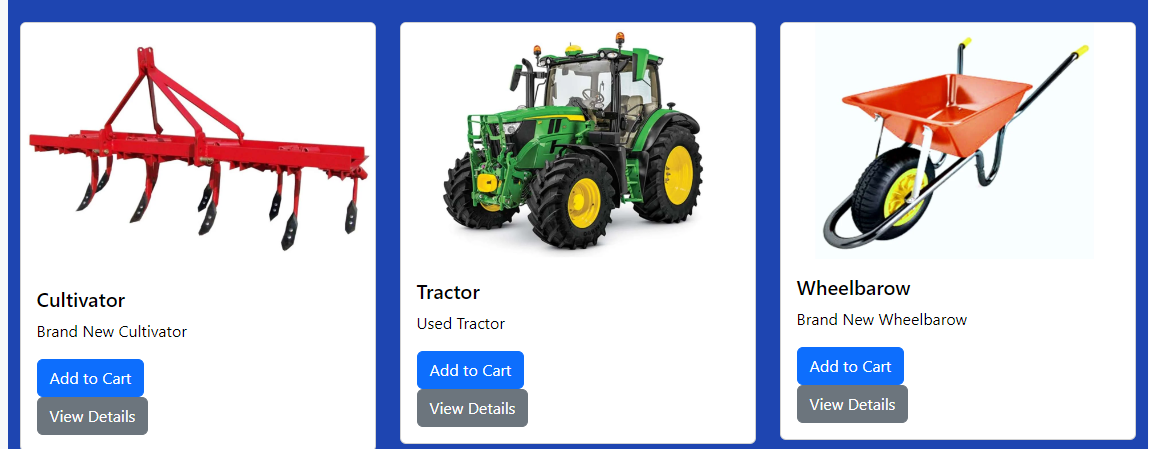 Cultivator
Brand New Cultivator
Add to Cart
View Details
Tractor
Used Tractor
Add to Cart
View Details
Wheelbarow
Brand New Wheelbarow
Add to Cart
View Details